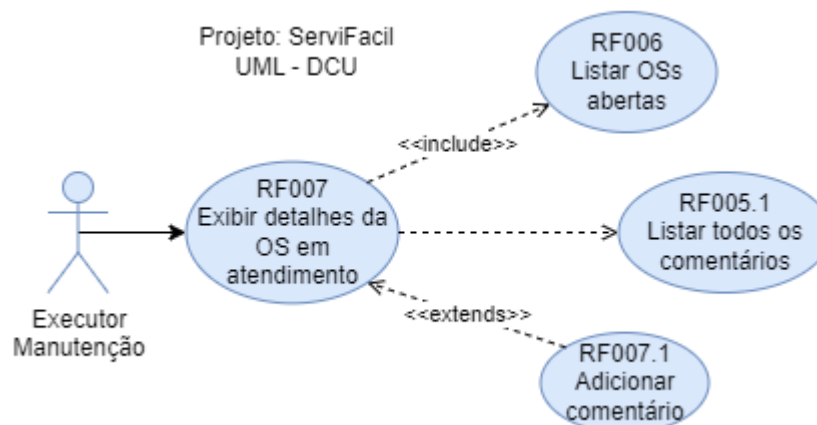 Projeto: ServiFacil
UML - DCU
RF006
Listar OSs
abertas
<<include>>
RF007
Exibir detalhes da
OS em
atendimento
RF005.1
Listar todos os
comentários
Executor
Manutenção
<<extends>>
RF007.1
Adicionar
comentário